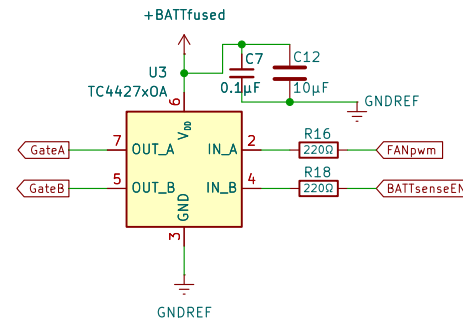 +BATTfused
U3
TC4427xOA
C7
0.1µF
C12
10µF
GNDREF
6
V_DD
GateA
7
OUT_A
IN_A
2
R16
220Ω
FANpwm
GateB
5
OUT_B
IN_B
4
R18
220Ω
BATTsenseEN
GND
3
GNDREF